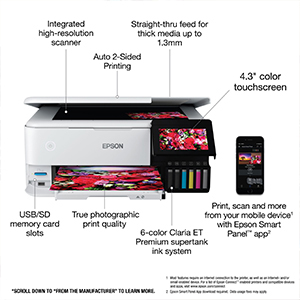 Integrated
high-resolution
scanner
Straight-tru feed for
thick media up to
1.3mm
Auto 2-Sided
Printing
4.3" color
touchscreen
EPSON
USB/SD
memory card
slots
True photographic
print quality
6-color Claria ET
Premium supertank
ink system
Print, scan and more
from your mobile device¹
with Epson Smart
Panel™ app²
*SCROLL DOWN TO "FROM THE MANUFACTURER" TO LEARN MORE.